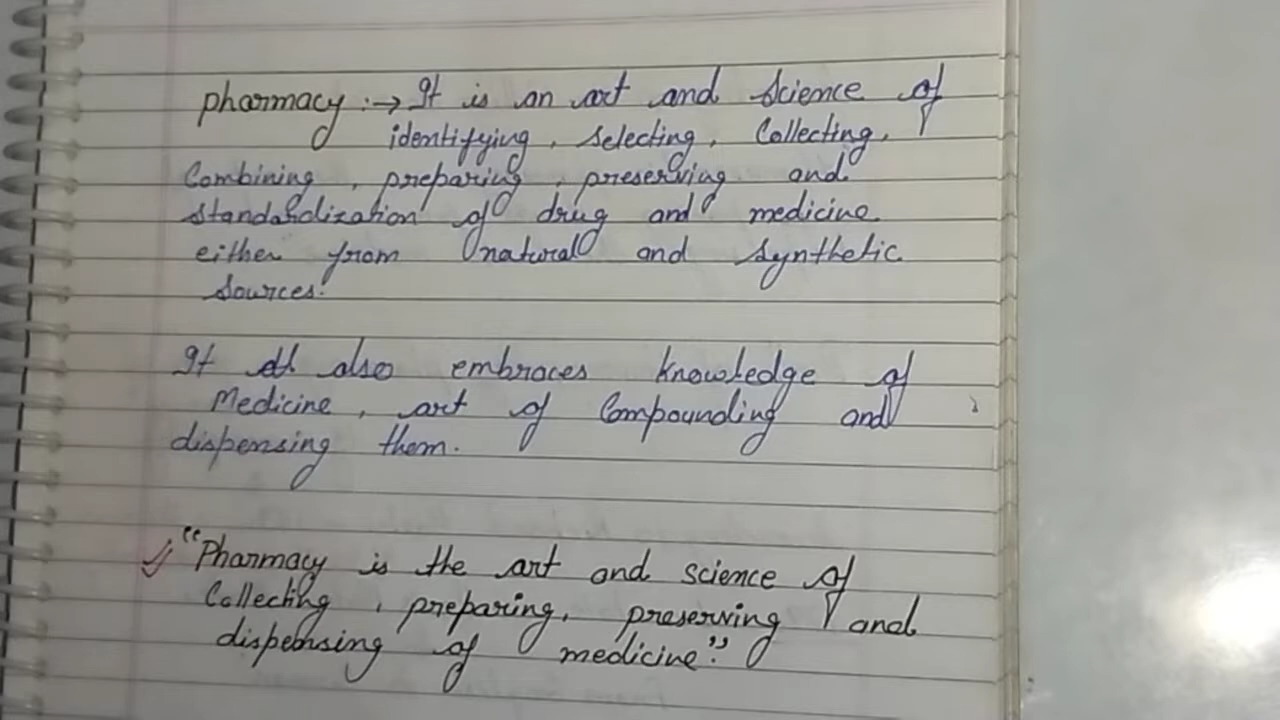 pharmacy :→ It is an art and science of
identifying, selecting, Collecting,
Combining, preparing, preserving and
standardization of drug and medicine
either from natural and synthetic
sources.
It also embraces knowledge of
Medicine, art of Compounding and
dispensing them.
"Pharmacy is the art and science of
Collecting, preparing, preserving and
dispensing of medicine".